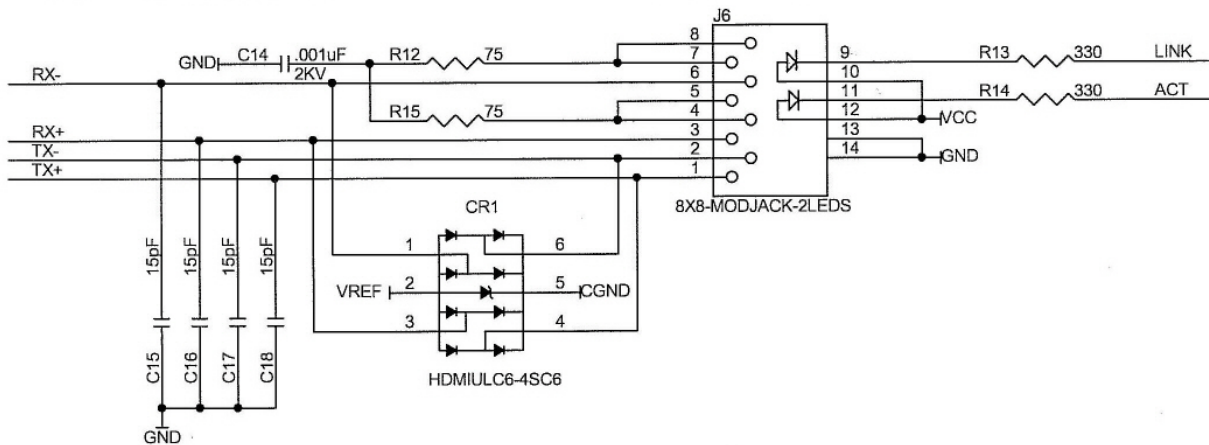 J6
GND C14 .001uF R12 75 8 9 R13 330 LINK
2KV 7 10
RX- 6
R15 75 5 11 R14 330 ACT
4 12 VCC
RX+ 3 13
TX- 2 14 GND
TX+ 1
8X8-MODJACK-2LEDS
CR1
15pF 15pF 15pF 15pF
1 6
VREF 2 5 CGND
3 4
C15 C16 C17 C18
HDMIULC6-4SC6
GND